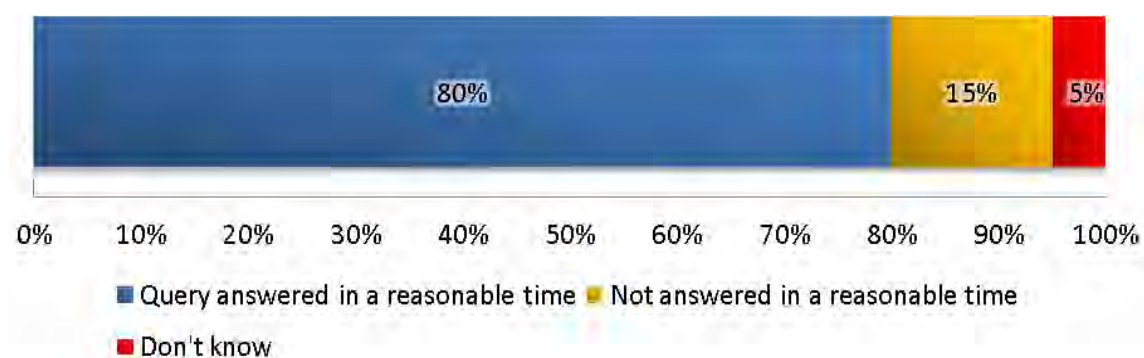 80% 15% 5%
0% 10% 20% 30% 40% 50% 60% 70% 80% 90% 100%
Query answered in a reasonable time Not answered in a reasonable time
Don't know